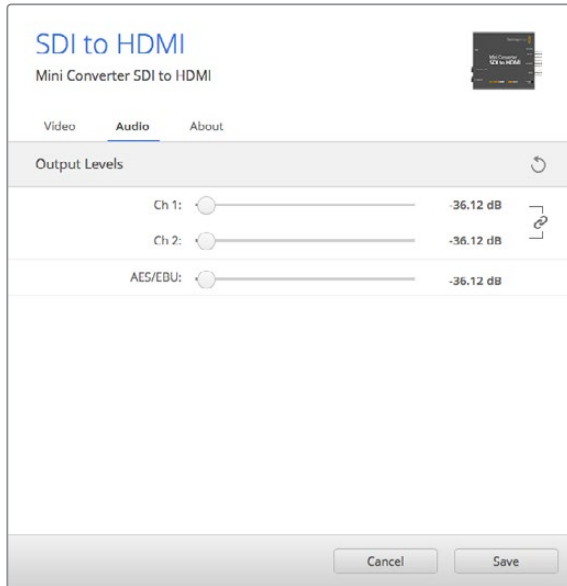 SDI to HDMI
Mini Converter SDI to HDMI
Video Audio About
Output Levels
Ch 1: -36.12 dB
Ch 2: -36.12 dB
AES/EBU: -36.12 dB
Cancel Save